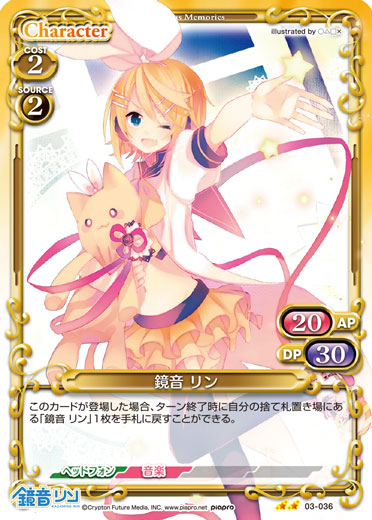 Character
us Memories
illustrated by ○△□×
COST
2
SOURCE
2
20 AP
DP 30
鏡音 リン
このカードが登場した場合、ターン終了時に自分の捨て札置き場にあ
る「鏡音 リン」1枚を手札に戻すことができる。
ヘッドフォン 音楽
鏡音リン
KAGAMINE RIN
©Crypton Future Media, INC. www.piapro.net piapro
03-036